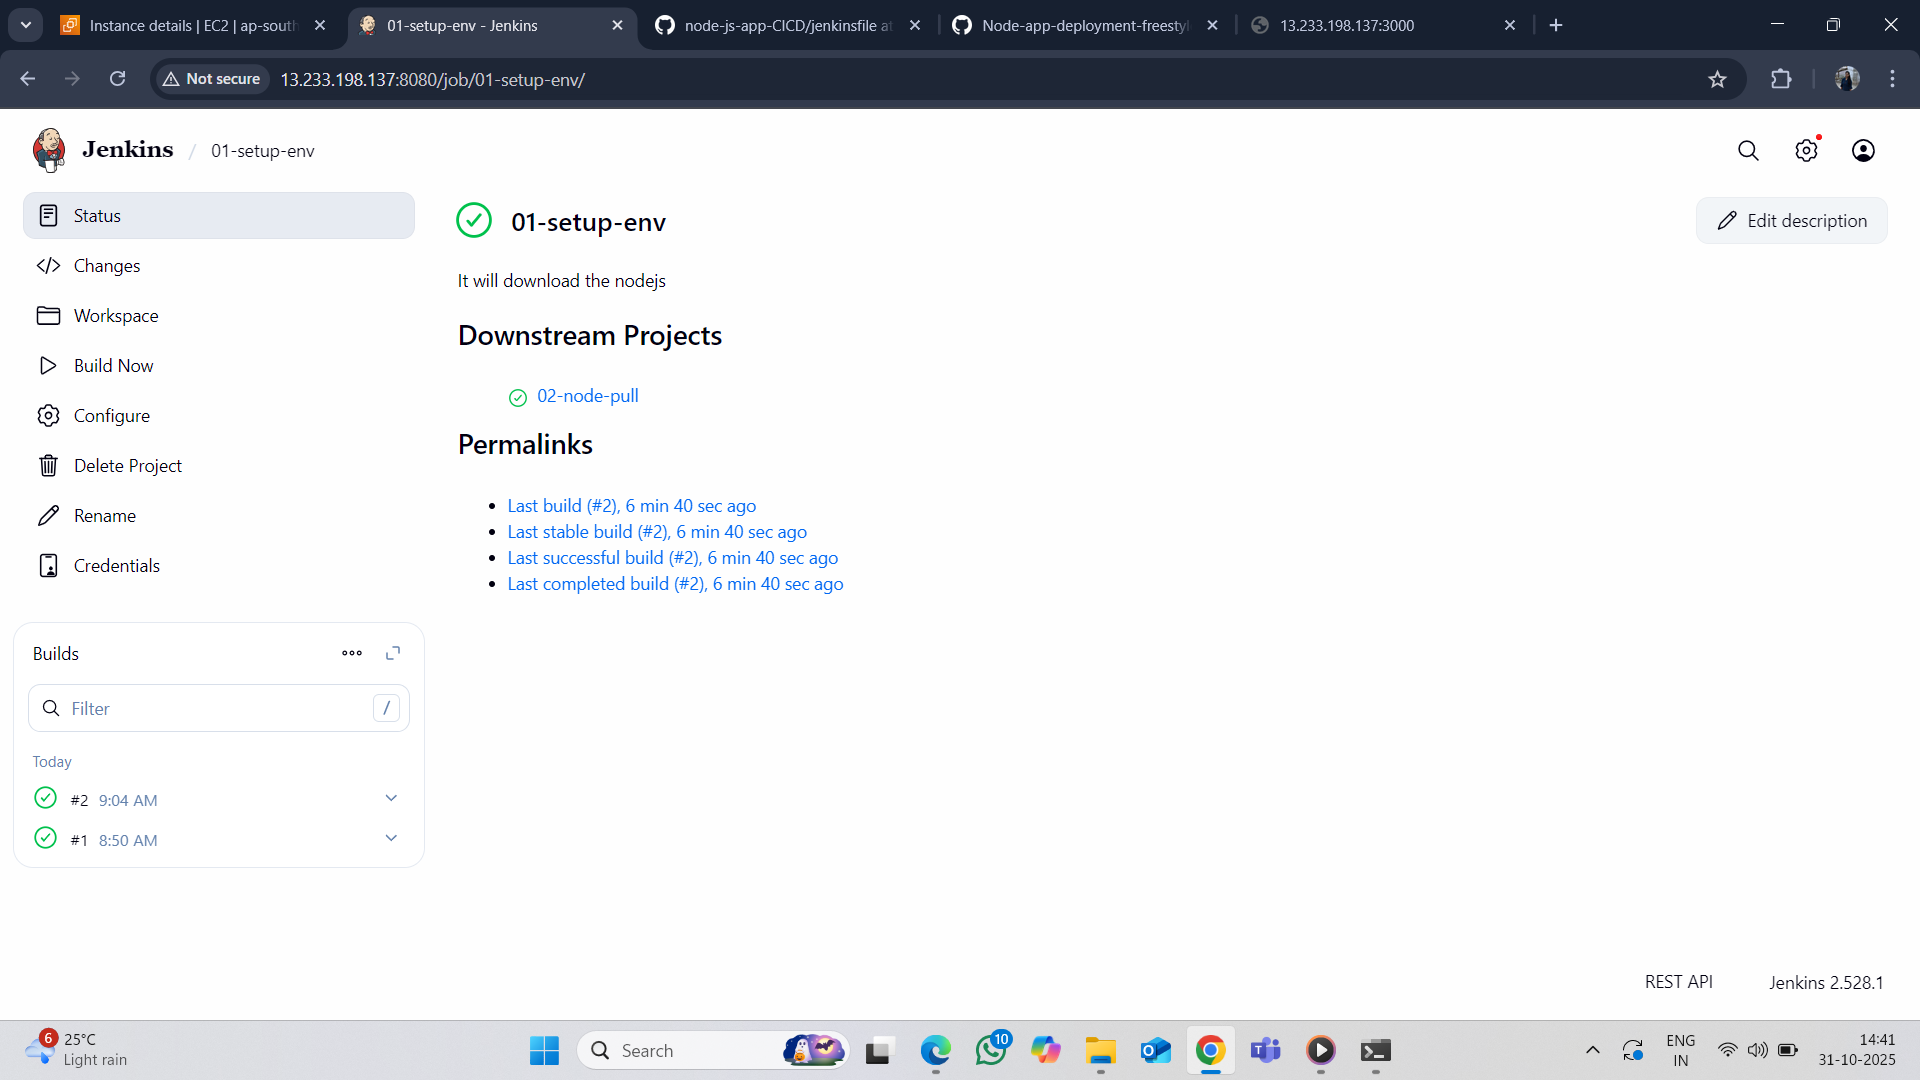 Instance details | EC2 | ap-south
01-setup-env - Jenkins
node-js-app-CICD/jenkinsfile at
Node-app-deployment-freestyle
13.233.198.137:3000
Not secure
13.233.198.137:8080/job/01-setup-env/
Jenkins / 01-setup-env
Status
Changes
Workspace
Build Now
Configure
Delete Project
Rename
Credentials
01-setup-env
Edit description
It will download the nodejs
Downstream Projects
02-node-pull
Permalinks
Last build (#2), 6 min 40 sec ago
Last stable build (#2), 6 min 40 sec ago
Last successful build (#2), 6 min 40 sec ago
Last completed build (#2), 6 min 40 sec ago
Builds
Filter /
Today
#2 9:04 AM
#1 8:50 AM
REST API
Jenkins 2.528.1
6
25°C
Light rain
Search
10
ENG
IN
14:41
31-10-2025